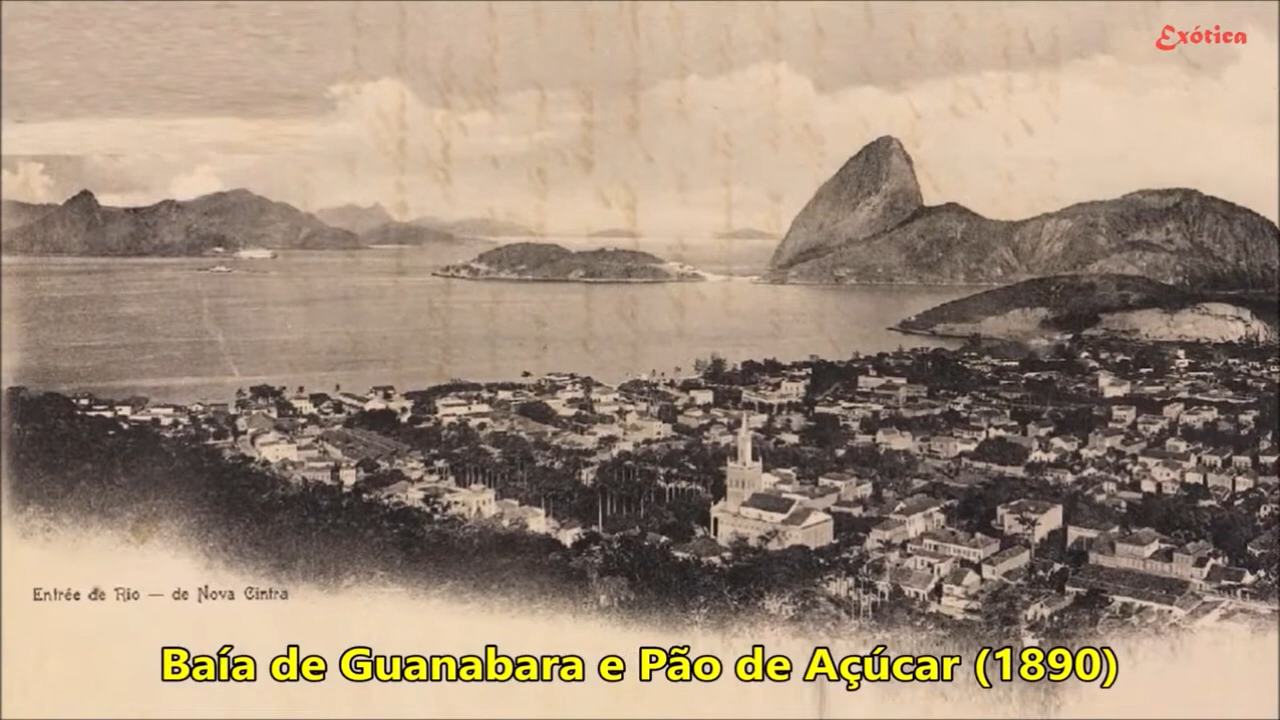 Exótica
Entrée de Rio — de Nova Cintra
Baía de Guanabara e Pão de Açúcar (1890)